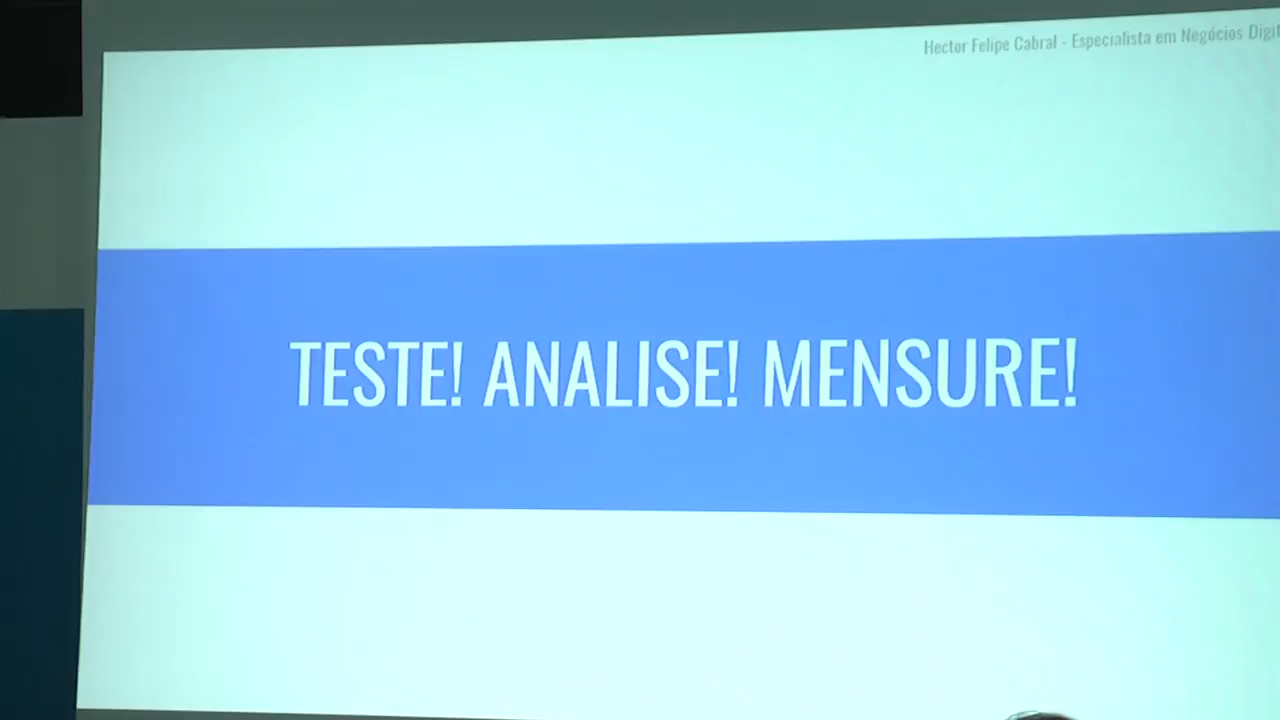 Hector Felipe Cabral - Especialista em Negócios
TESTE! ANALISE! MENSURE!